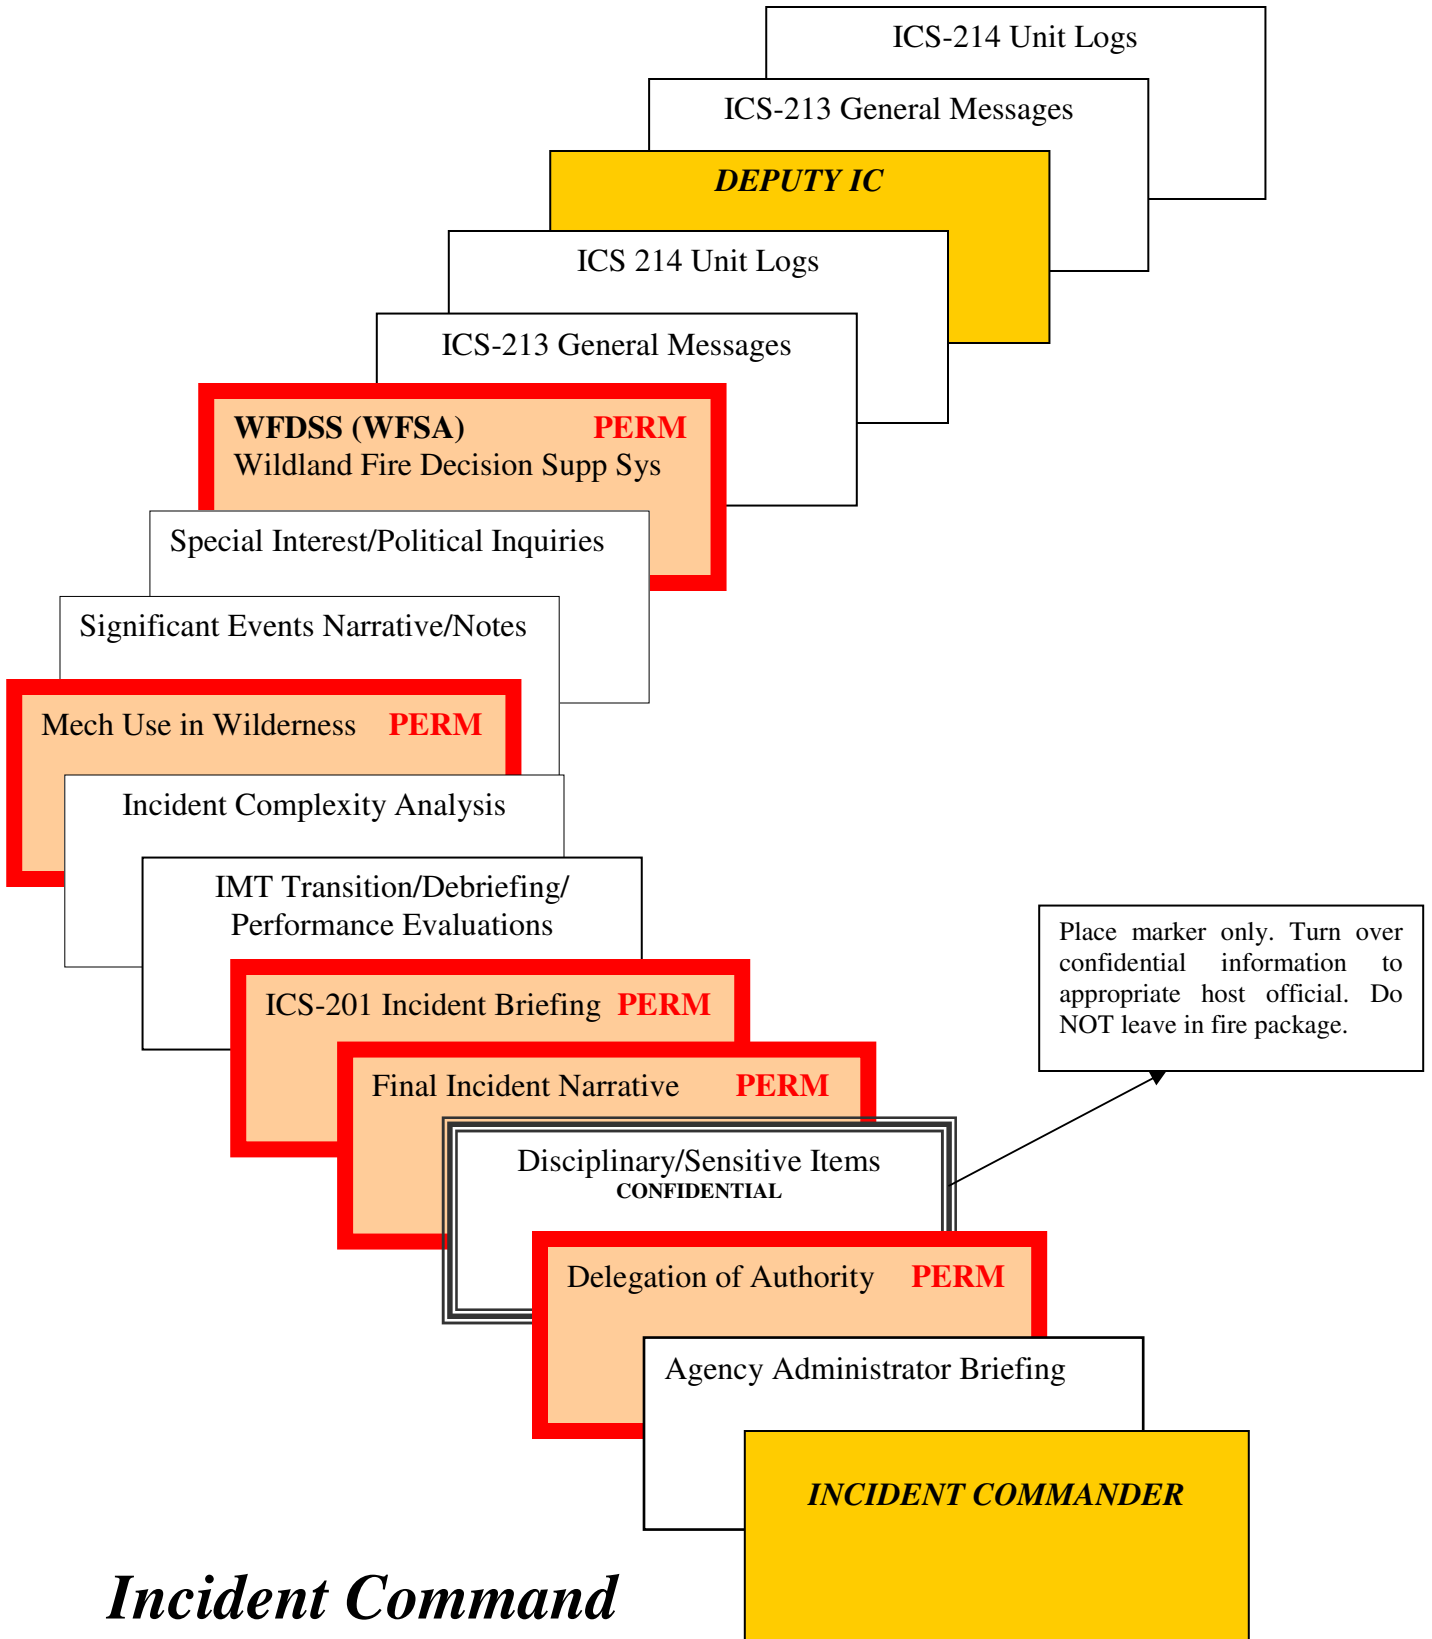 ICS-214 Unit Logs
ICS-213 General Messages
DEPUTY IC
ICS 214 Unit Logs
ICS-213 General Messages
WFDSS (WFSA) PERM
Wildland Fire Decision Supp Sys
Special Interest/Political Inquiries
Significant Events Narrative/Notes
Mech Use in Wilderness PERM
Incident Complexity Analysis
IMT Transition/Debriefing/
Performance Evaluations
Place marker only. Turn over
confidential information to
appropriate host official. Do
NOT leave in fire package.
ICS-201 Incident Briefing PERM
Final Incident Narrative PERM
Disciplinary/Sensitive Items
CONFIDENTIAL
Delegation of Authority PERM
Agency Administrator Briefing
INCIDENT COMMANDER
Incident Command